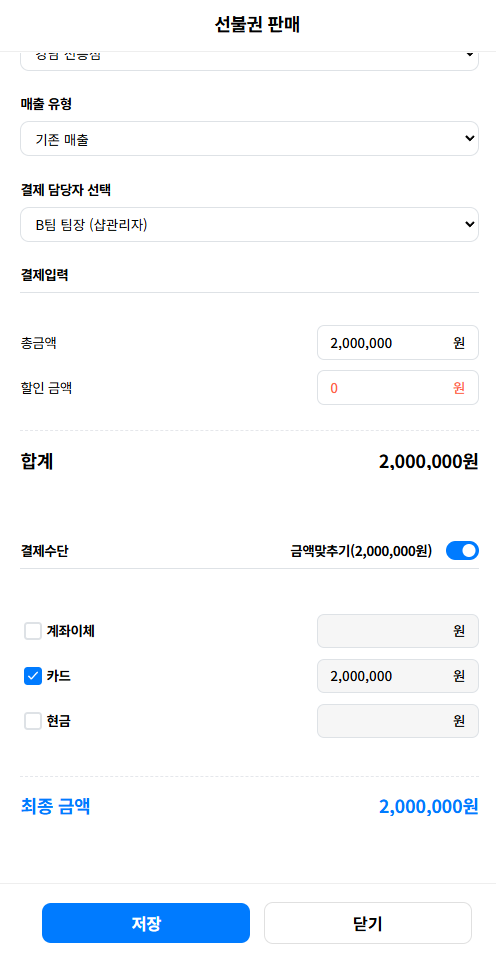 선불권 판매
강남 신봉점
매출 유형
기존 매출
결제 담당자 선택
B팀 팀장 (샵관리자)
결제입력
총금액 2,000,000 원
할인 금액 0 원
합계 2,000,000원
결제수단 금액맞추기(2,000,000원)
계좌이체 원
카드 2,000,000 원
현금 원
최종 금액 2,000,000원
저장 닫기